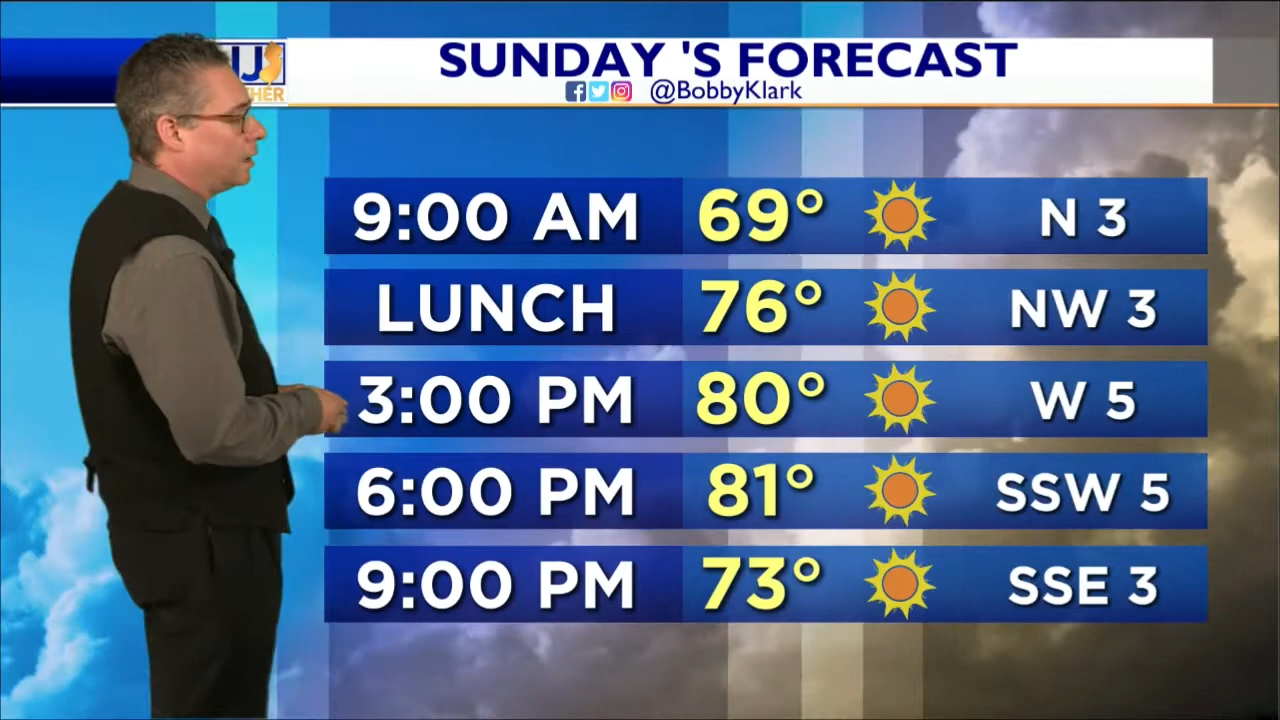 SUNDAY 'S FORECAST
@BobbyKlark
9:00 AM 69° N 3
LUNCH 76° NW 3
3:00 PM 80° W 5
6:00 PM 81° SSW 5
9:00 PM 73° SSE 3